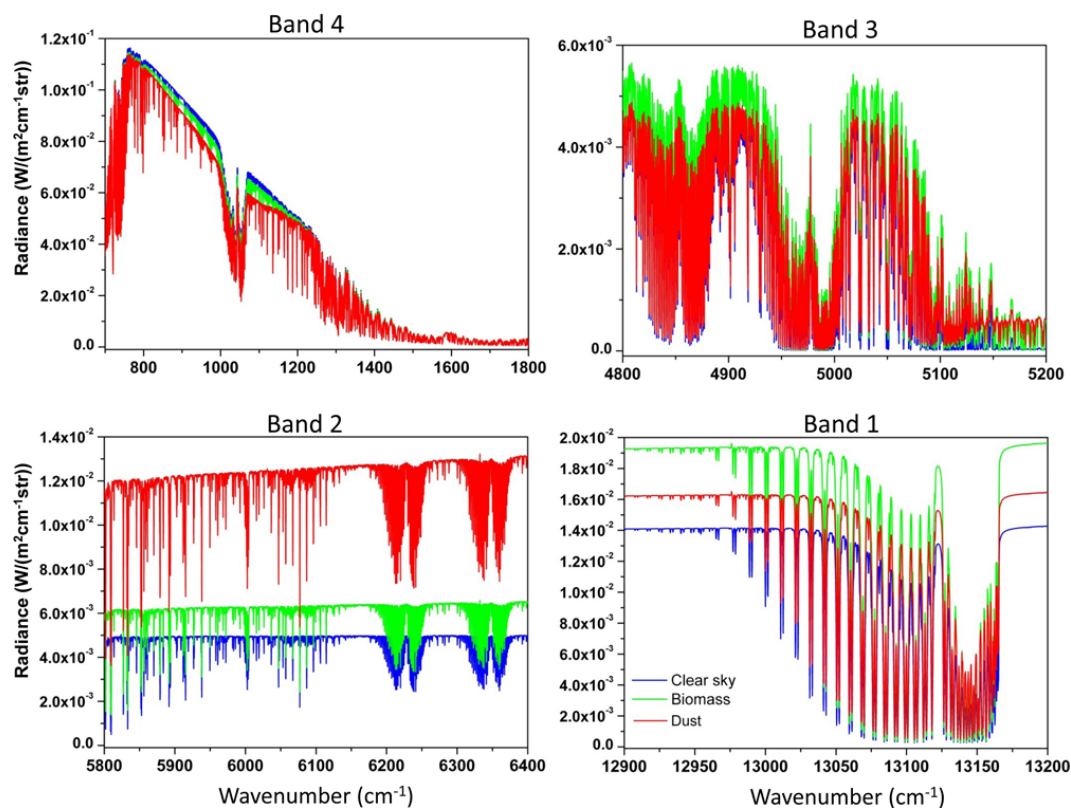 Band 4
Radiance (W/(m²cm⁻¹str))
1.2x10⁻¹
1.0x10⁻¹
8.0x10⁻²
6.0x10⁻²
4.0x10⁻²
2.0x10⁻²
0.0
800 1000 1200 1400 1600 1800
Band 3
Radiance (W/(m²cm⁻¹str))
6.0x10⁻³
4.0x10⁻³
2.0x10⁻³
0.0
4800 4900 5000 5100 5200
Band 2
Radiance (W/(m²cm⁻¹str))
1.4x10⁻²
1.2x10⁻²
1.0x10⁻²
8.0x10⁻³
6.0x10⁻³
4.0x10⁻³
2.0x10⁻³
0.0
5800 5900 6000 6100 6200 6300 6400
Wavenumber (cm⁻¹)
Band 1
Radiance (W/(m²cm⁻¹str))
2.0x10⁻²
1.8x10⁻²
1.6x10⁻²
1.4x10⁻²
1.2x10⁻²
1.0x10⁻²
8.0x10⁻³
6.0x10⁻³
4.0x10⁻³
2.0x10⁻³
0.0
Clear sky
Biomass
Dust
12900 12950 13000 13050 13100 13150 13200
Wavenumber (cm⁻¹)